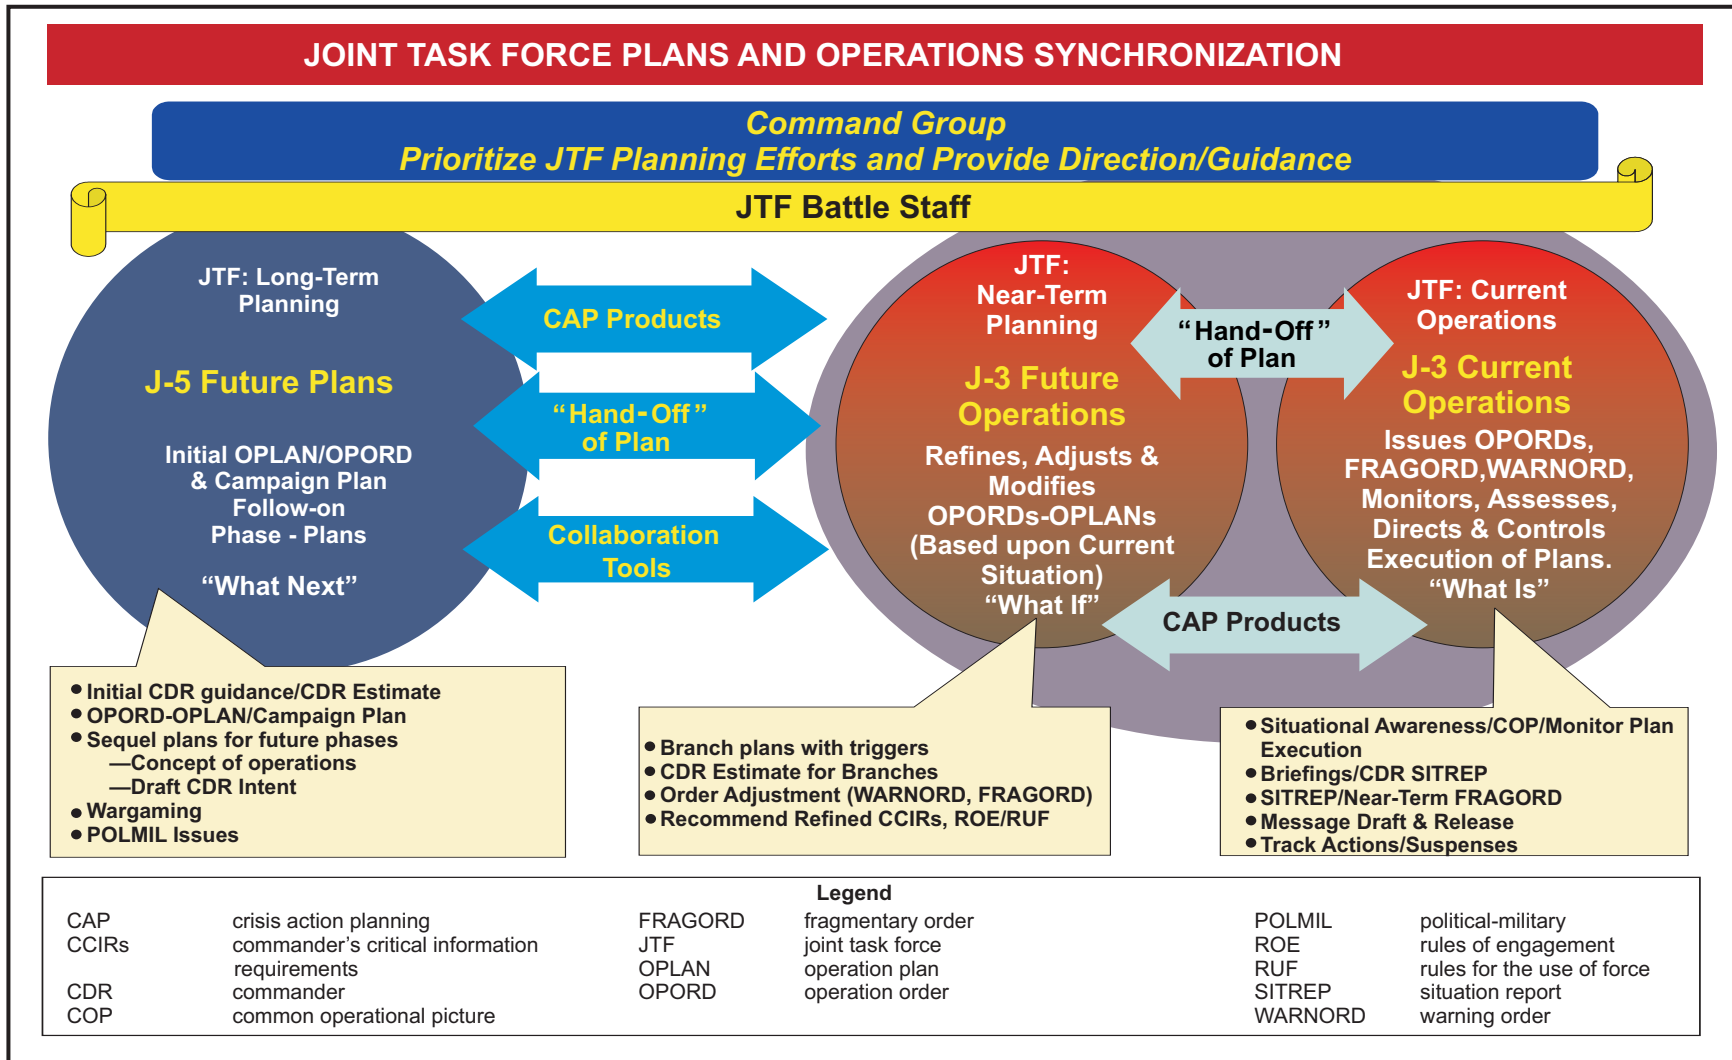 JOINT TASK FORCE PLANS AND OPERATIONS SYNCHRONIZATION
Command Group
Prioritize JTF Planning Efforts and Provide Direction/Guidance
JTF Battle Staff
JTF: Long-Term
Planning
J-5 Future Plans
Initial OPLAN/OPORD
& Campaign Plan
Follow-on
Phase - Plans
“What Next”
CAP Products
“Hand-Off”
of Plan
Collaboration
Tools
JTF:
Near-Term
Planning
J-3 Future
Operations
Refines, Adjusts &
Modifies
OPORDs-OPLANs
(Based upon Current
Situation)
“What If”
“Hand-Off”
of Plan
CAP Products
JTF: Current
Operations
J-3 Current
Operations
Issues OPORDs,
FRAGORD,WARNORD,
Monitors, Assesses,
Directs & Controls
Execution of Plans.
“What Is”
• Initial CDR guidance/CDR Estimate
• OPORD-OPLAN/Campaign Plan
• Sequel plans for future phases
—Concept of operations
—Draft CDR Intent
• Wargaming
• POLMIL Issues
• Branch plans with triggers
• CDR Estimate for Branches
• Order Adjustment (WARNORD, FRAGORD)
• Recommend Refined CCIRs, ROE/RUF
• Situational Awareness/COP/Monitor Plan
Execution
• Briefings/CDR SITREP
• SITREP/Near-Term FRAGORD
• Message Draft & Release
• Track Actions/Suspenses
Legend
CAP crisis action planning
CCIRs commander’s critical information
requirements
CDR commander
COP common operational picture
FRAGORD fragmentary order
JTF joint task force
OPLAN operation plan
OPORD operation order
POLMIL political-military
ROE rules of engagement
RUF rules for the use of force
SITREP situation report
WARNORD warning order